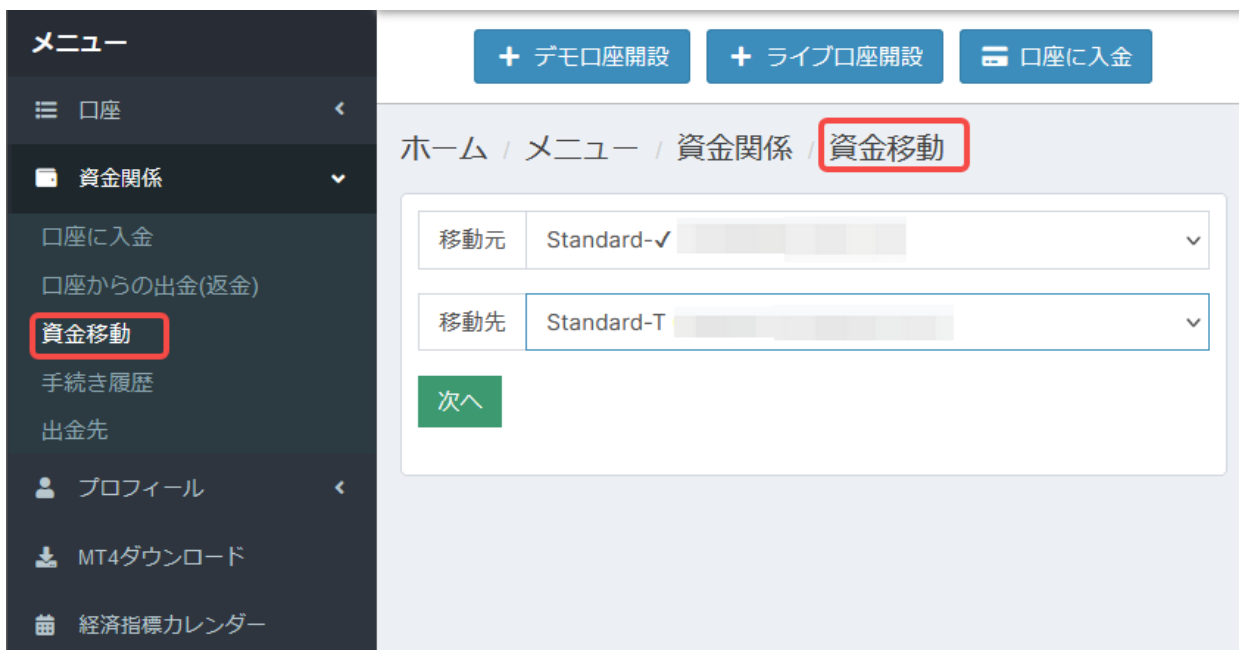 メニュー
口座
資金関係
口座に入金
口座からの出金(返金)
資金移動
手続き履歴
出金先
プロフィール
MT4ダウンロード
経済指標カレンダー
+ デモ口座開設 + ライブ口座開設 口座に入金
ホーム / メニュー / 資金関係 / 資金移動
移動元 Standard-✓
移動先 Standard-T
次へ